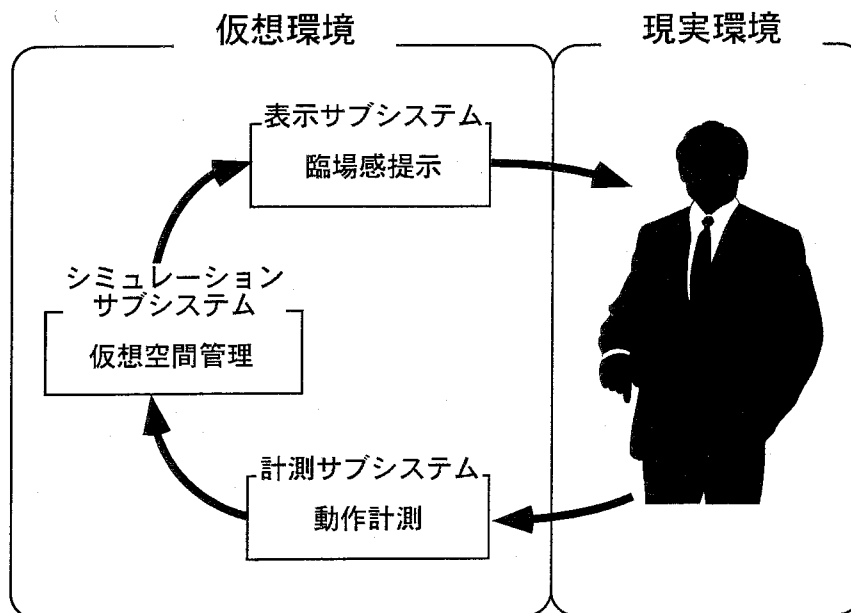 仮想環境
現実環境
表示サブシステム
臨場感提示
シミュレーション
サブシステム
仮想空間管理
計測サブシステム
動作計測